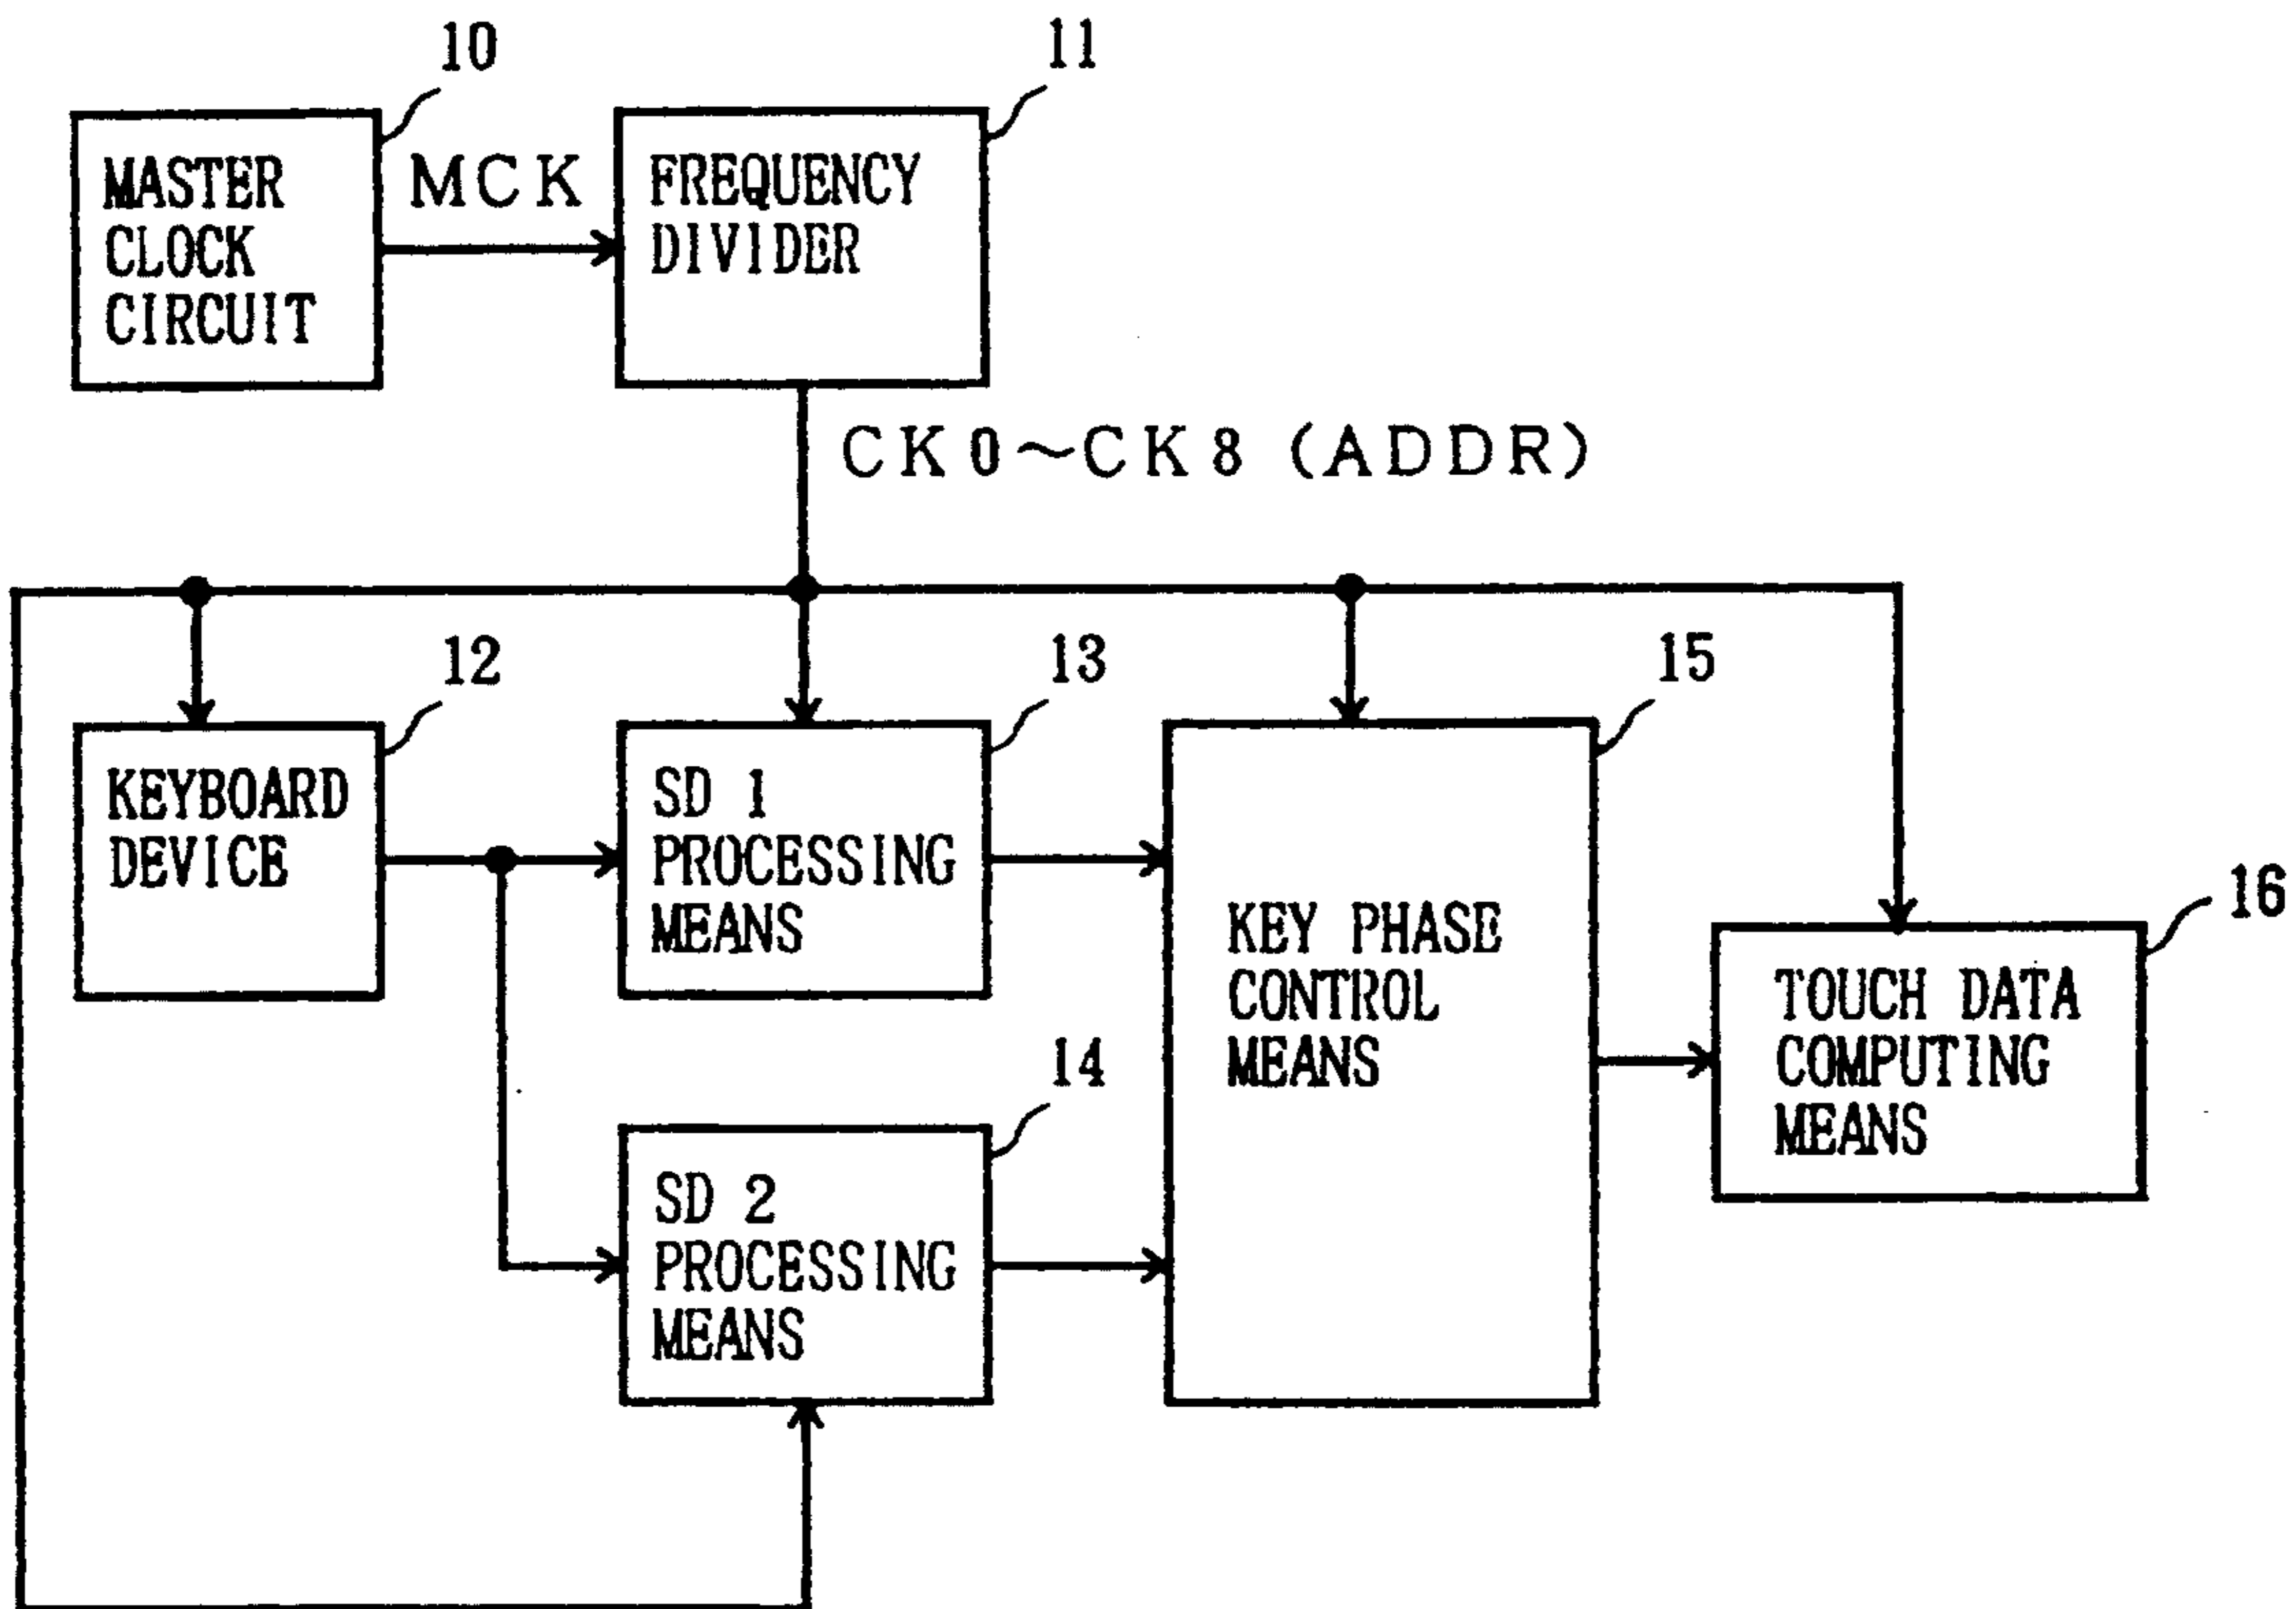 10
11
MASTER
CLOCK
CIRCUIT
MCK
FREQUENCY
DIVIDER
CK0~CK8 (ADDR)
12
13
15
KEYBOARD
DEVICE
SD 1
PROCESSING
MEANS
KEY PHASE
CONTROL
MEANS
16
TOUCH DATA
COMPUTING
MEANS
14
SD 2
PROCESSING
MEANS